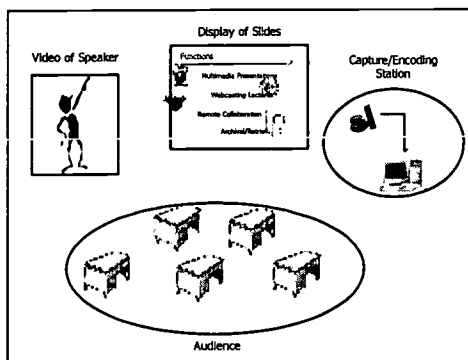 Display of Slides
Video of Speaker
Capture/Encoding
Station
Functions
Multimedia Presentations
Webcasting Lectures
Remote Collaboration
Archival/Retrieval
Audience